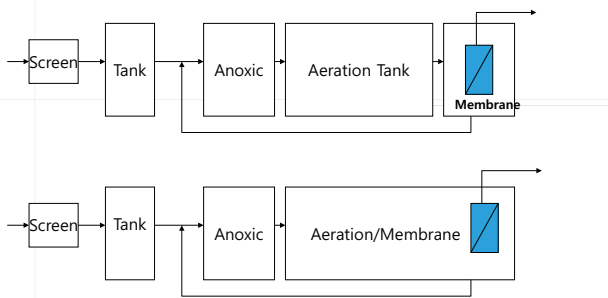 Screen
Tank
Anoxic
Aeration Tank
Membrane
Screen
Tank
Anoxic
Aeration/Membrane